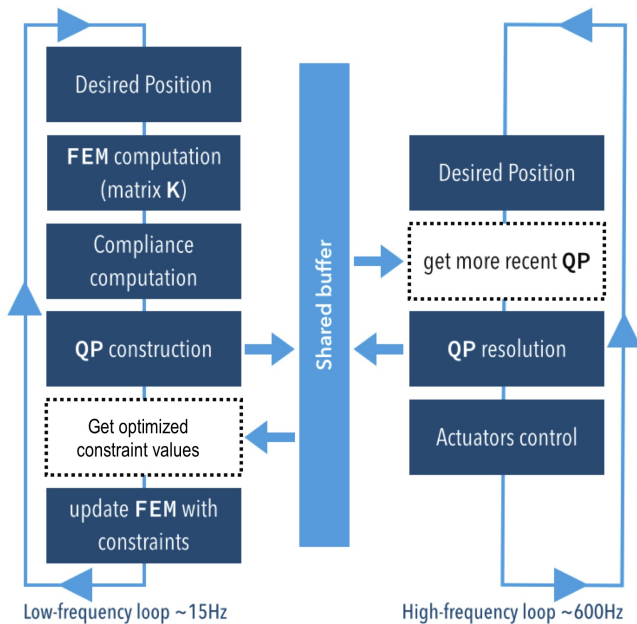 Desired Position
FEM computation
(matrix K)
Compliance
computation
QP construction
Get optimized
constraint values
update FEM with
constraints
Low-frequency loop ~15Hz
Shared buffer
Desired Position
get more recent QP
QP resolution
Actuators control
High-frequency loop ~600Hz